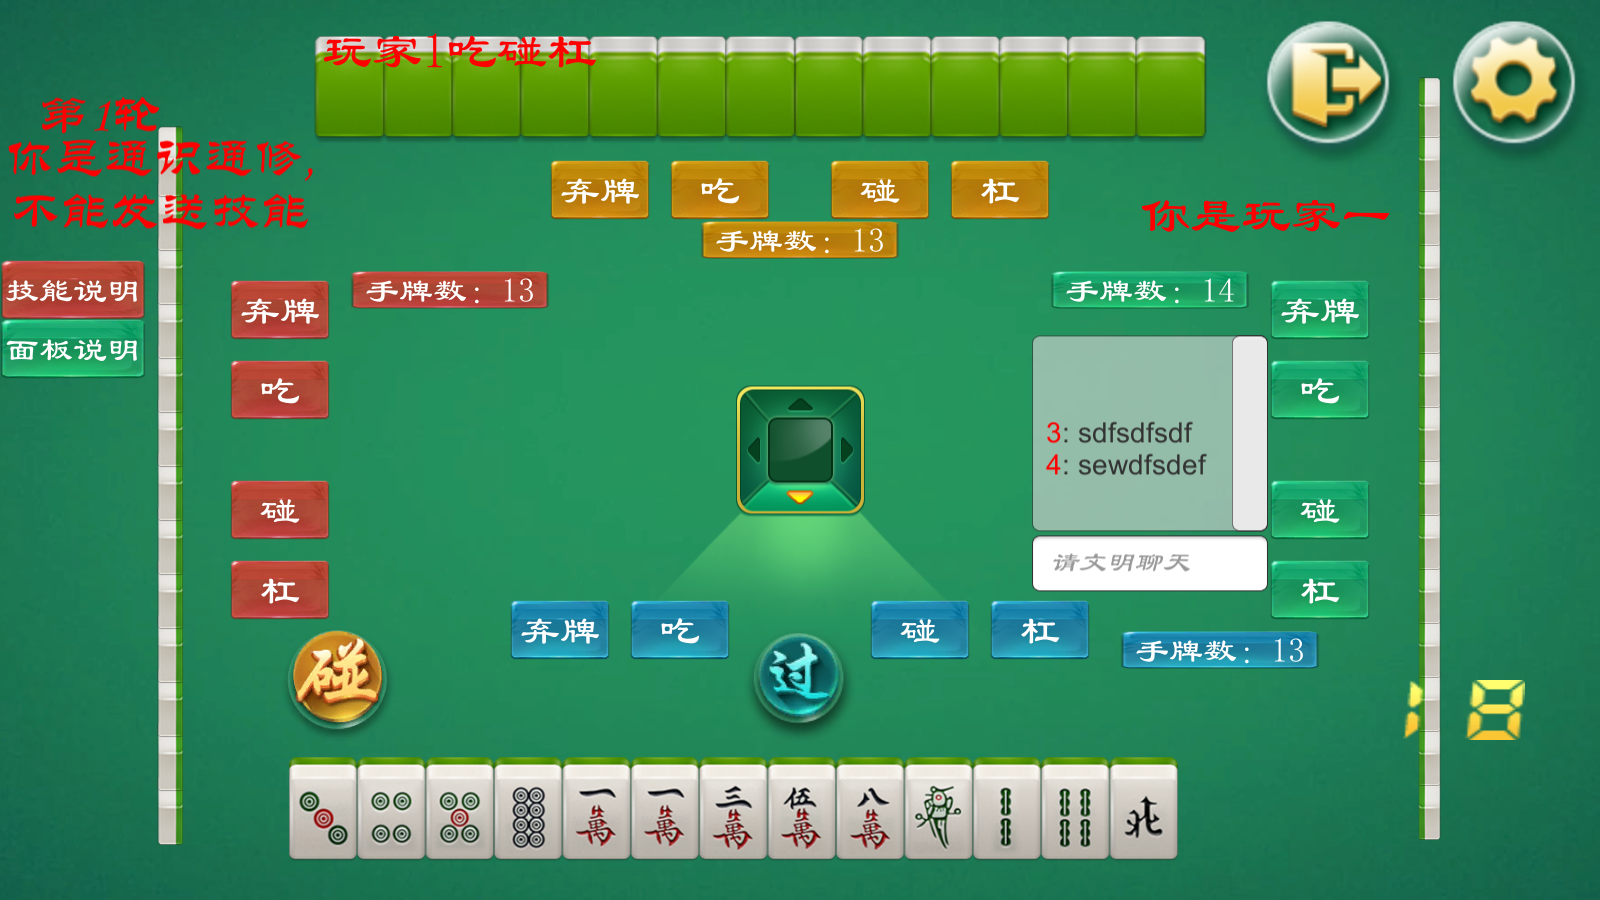 玩家1吃碰杠
第1轮
你是通识通修,
不能发送技能
弃牌
吃
碰
杠
手牌数：13
你是玩家一
技能说明
面板说明
弃牌
吃
碰
杠
手牌数：13
手牌数：14
弃牌
吃
碰
杠
3: sdfsdfsdf
4: sewdfsdef
请文明聊天
弃牌
吃
碰
杠
手牌数：13
碰
过
18
一萬
一萬
三萬
伍萬
八萬
北